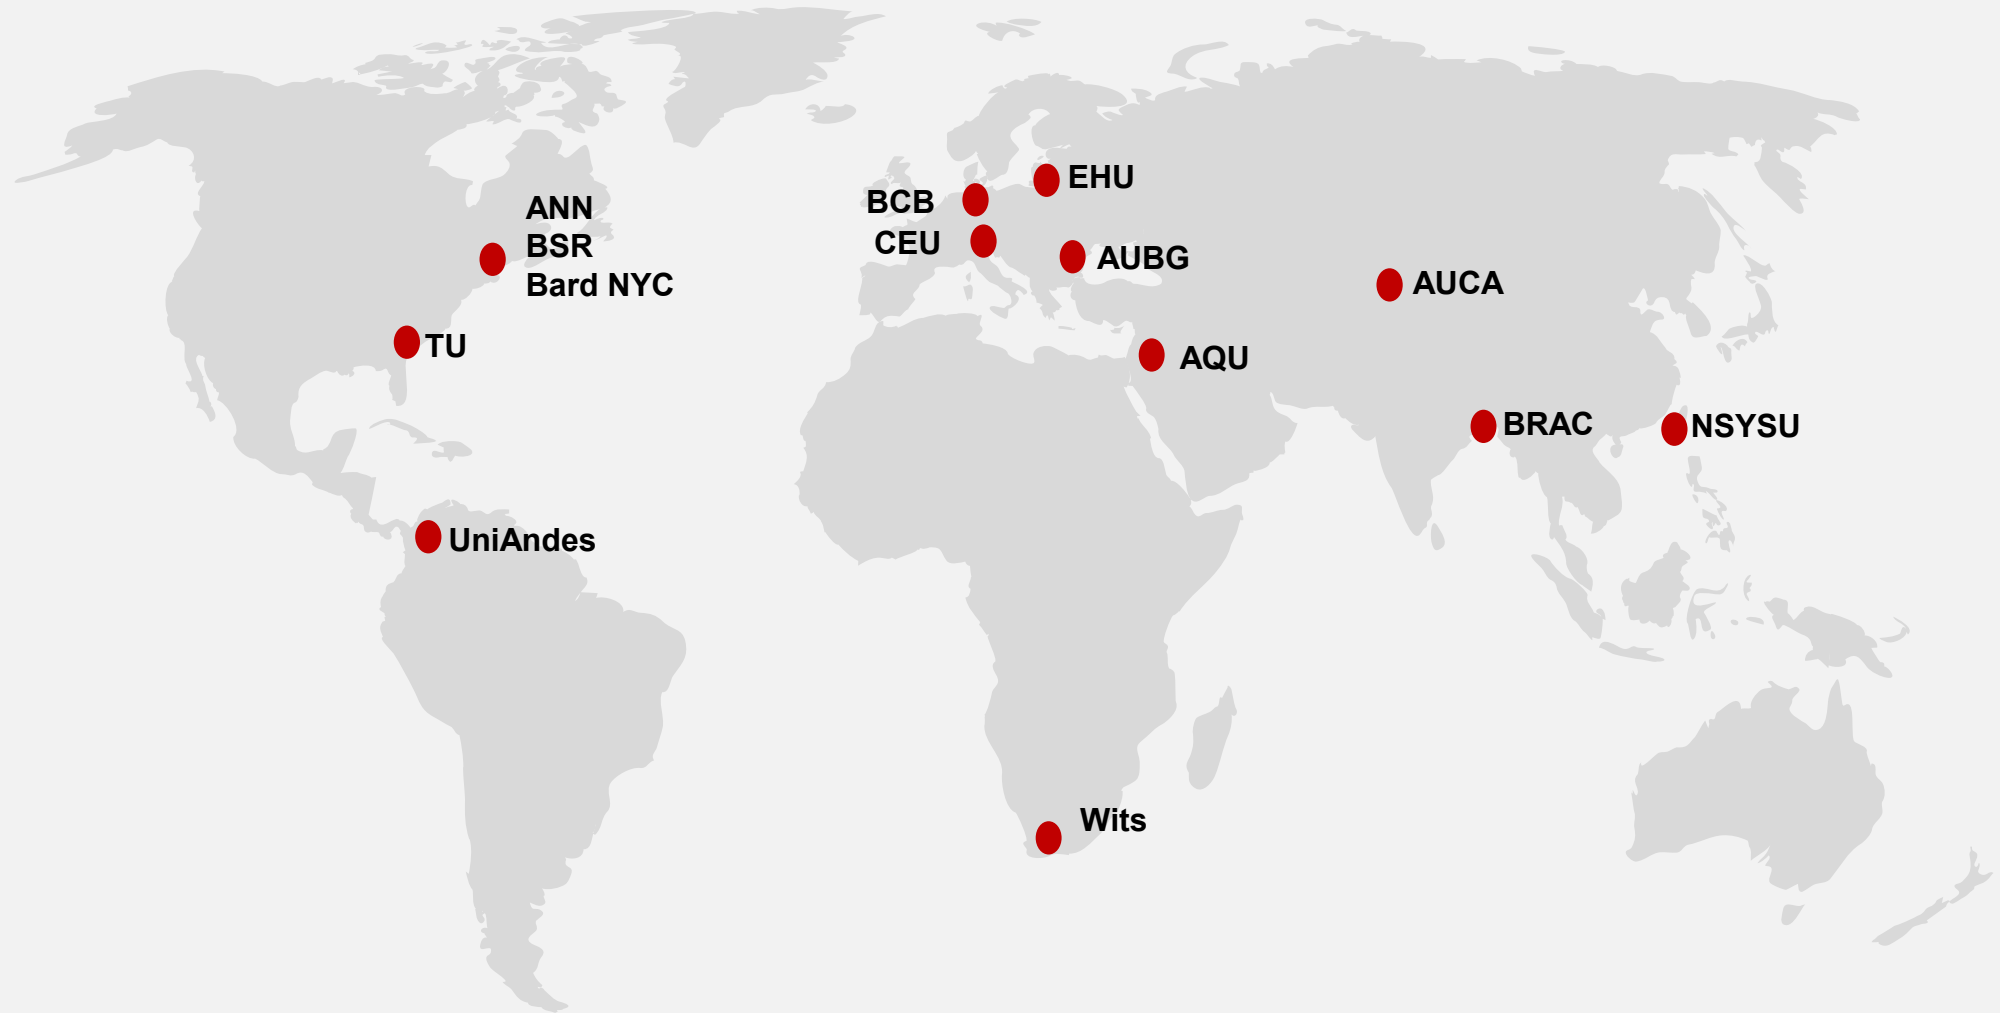 ANN
BSR
Bard NYC
TU
UniAndes
EHU
BCB
CEU
AUBG
AUCA
AQU
BRAC
NSYSU
Wits